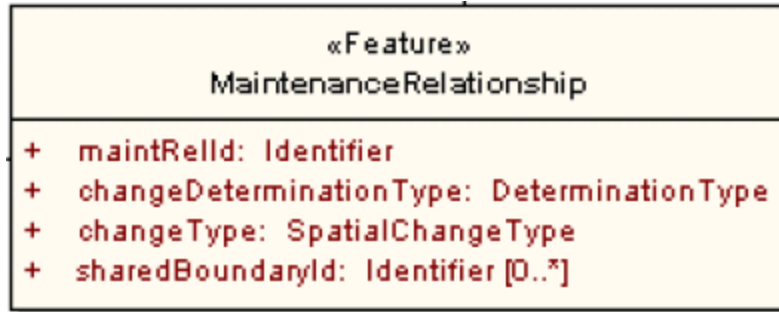 «Feature»
MaintenanceRelationship
+ maintRelId: Identifier
+ changeDeterminationType: DeterminationType
+ changeType: SpatialChangeType
+ sharedBoundaryId: Identifier [0..*]